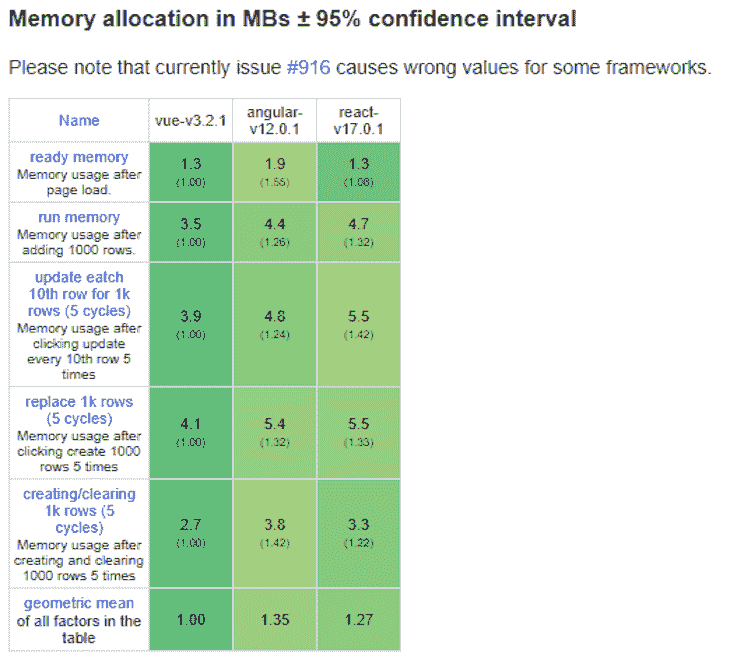 Memory allocation in MBs ± 95% confidence interval
Please note that currently issue #916 causes wrong values for some frameworks.
Name
vue-v3.2.1
angular-
v12.0.1
react-
v17.0.1
ready memory
Memory usage after
page load.
1.3
(1.00)
1.9
(1.55)
1.3
(1.08)
run memory
Memory usage after
adding 1000 rows.
3.5
(1.00)
4.4
(1.26)
4.7
(1.32)
update eatch
10th row for 1k
rows (5 cycles)
Memory usage after
clicking update
every 10th row 5
times
3.9
(1.00)
4.8
(1.24)
5.5
(1.42)
replace 1k rows
(5 cycles)
Memory usage after
clicking create 1000
rows 5 times
4.1
(1.00)
5.4
(1.32)
5.5
(1.33)
creating/clearing
1k rows (5
cycles)
Memory usage after
creating and clearing
1000 rows 5 times
2.7
(1.00)
3.8
(1.42)
3.3
(1.22)
geometric mean
of all factors in the
table
1.00
1.35
1.27